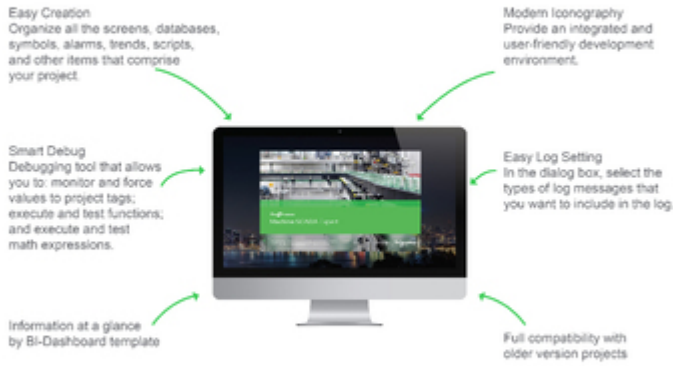 Easy Creation
Organize all the screens, databases,
symbols, alarms, trends, scripts,
and other items that comprise
your project
Modern Iconography
Provide an integrated and
user-friendly development
environment.
Smart Debug
Debugging tool that allows
you to: monitor and force
values to project tags;
execute and test functions;
and execute and test
math expressions.
Easy Log Setting
In the dialog box, select the
types of log messages that
you want to include in the log.
Information at a glance
by BI-Dashboard template
Full compatibility with
older version projects